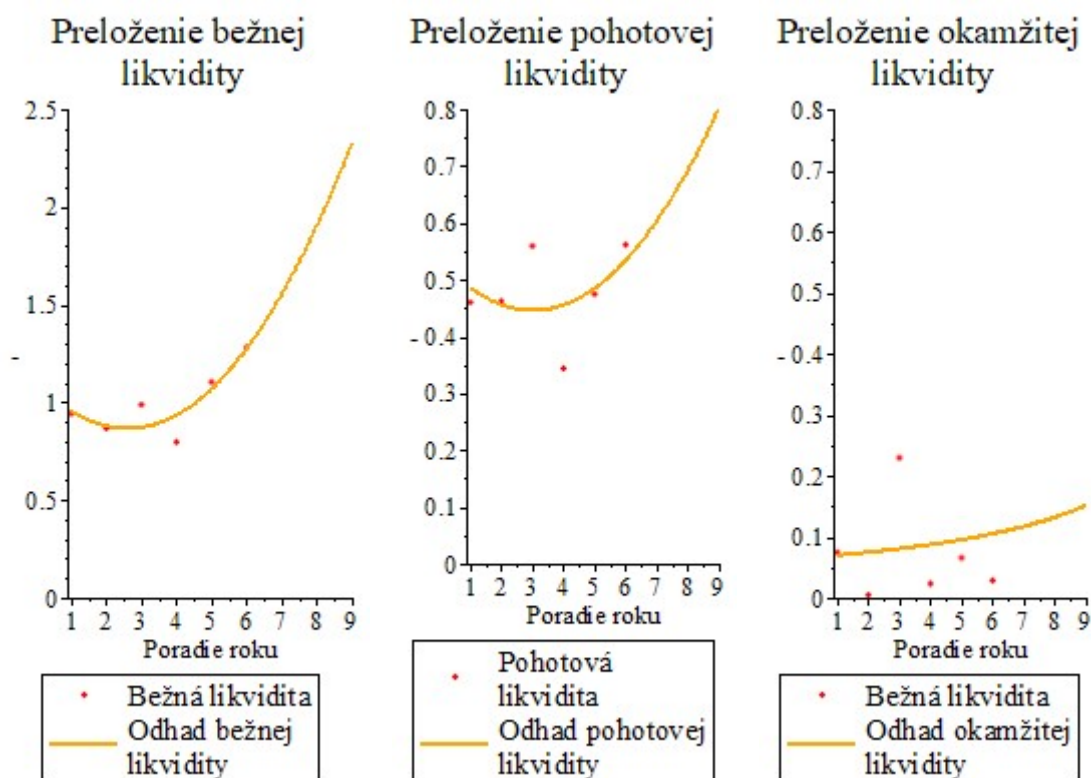 Preloženie bežnej
likvidity
2.5
2
1.5
-
1
0.5
0
1 2 3 4 5 6 7 8 9
Poradie roku
Bežná likvidita
Odhad bežnej
likvidity
Preloženie pohotovej
likvidity
0.8
0.7
0.6
0.5
- 0.4
0.3
0.2
0.1
0
1 2 3 4 5 6 7 8 9
Poradie roku
Pohotová
likvidita
Odhad pohotovej
likvidity
Preloženie okamžitej
likvidity
0.8
0.7
0.6
0.5
- 0.4
0.3
0.2
0.1
0
1 2 3 4 5 6 7 8 9
Poradie roku
Bežná likvidita
Odhad okamžitej
likvidity